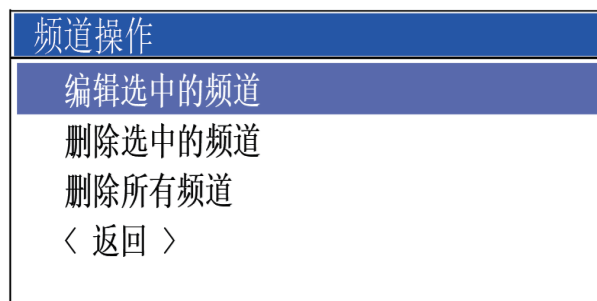 频道操作
编辑选中的频道
删除选中的频道
删除所有频道
〈 返回 〉